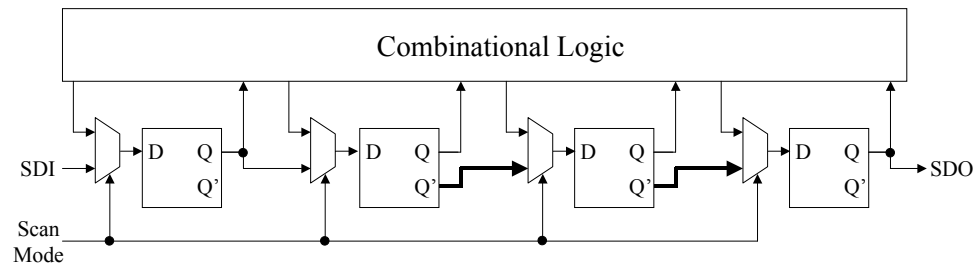 Combinational Logic
SDI
D Q
Q’
D Q
Q’
D Q
Q’
D Q
Q’
SDO
Scan
Mode